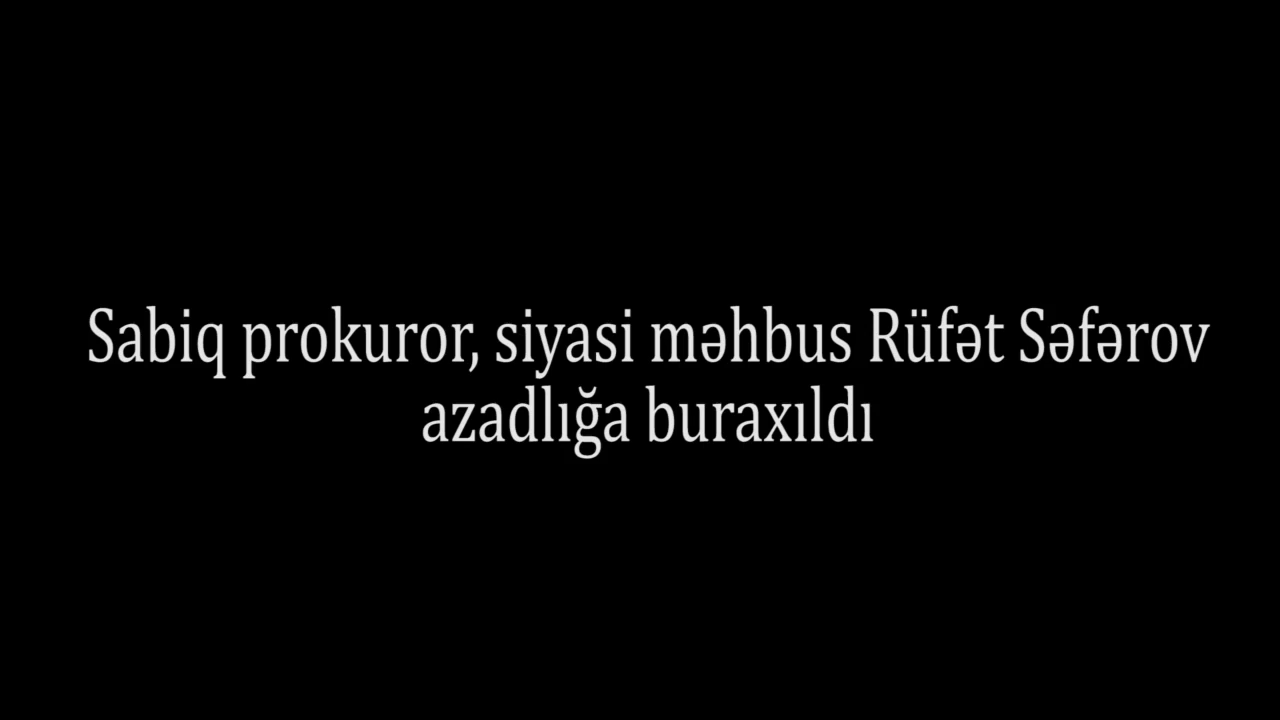 Sabiq prokuror, siyasi məhbus Rüfət Səfərov
azadlığa buraxıldı